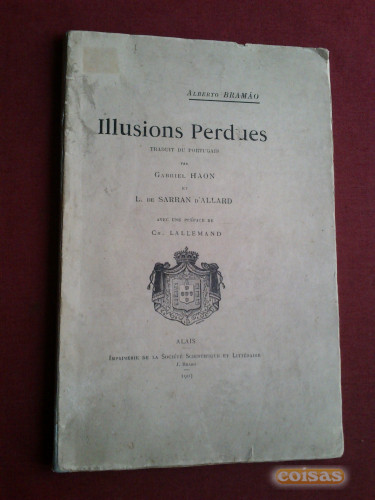 Alberto BRAMÁO
Illusions Perdues
TRADUIT DU PORTUGAIS
PAR
Gabriel HAON
ET
L. de SARRAN D'ALLARD
AVEC UNE PRÉFACE DE
Ch. LALLEMAND
ALAIS
Imprimerie de la Société Scientifique et Littéraire
coisas